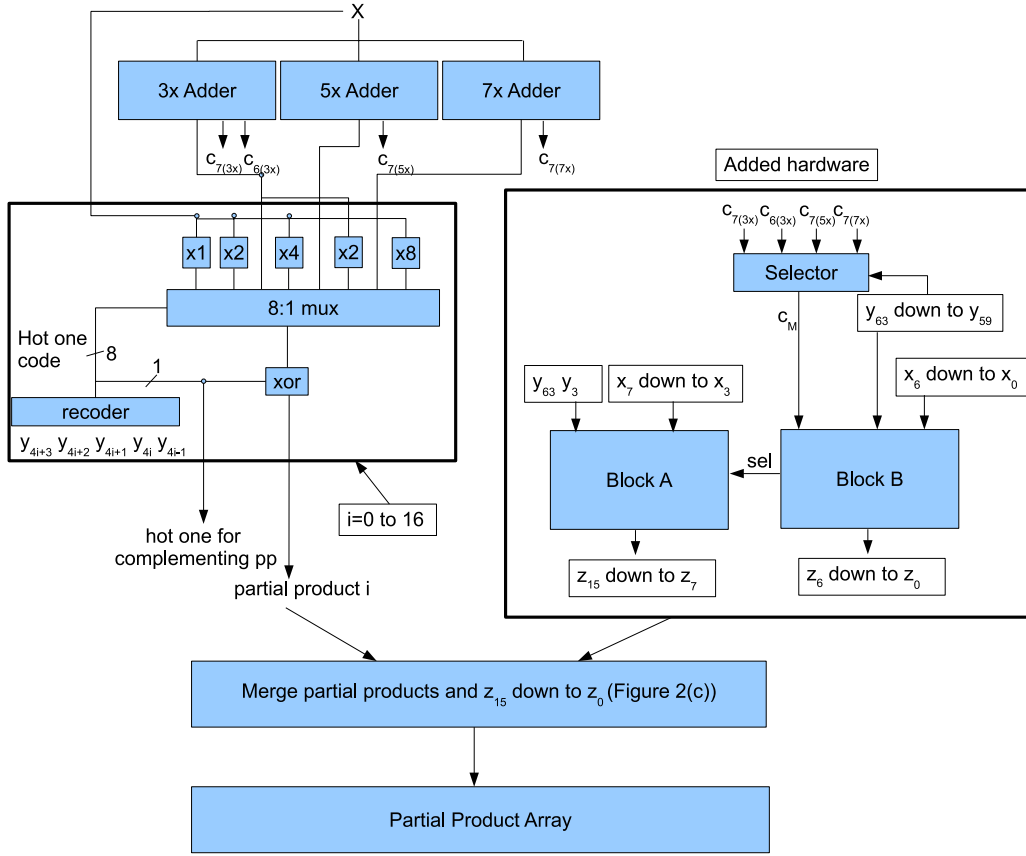 X
3x Adder
5x Adder
7x Adder
c7(3x) c6(3x)
c7(5x)
c7(7x)
Added hardware
c7(3x) c6(3x) c7(5x) c7(7x)
Selector
cM
y63 down to y59
x1
x2
x4
x2
x8
8:1 mux
Hot one
code
8
1
xor
recoder
y4i+3 y4i+2 y4i+1 y4i y4i-1
y63 y3
x7 down to x3
x6 down to x0
Block A
sel
Block B
i=0 to 16
z15 down to z7
z6 down to z0
hot one for
complementing pp
partial product i
Merge partial products and z15 down to z0 (Figure 2(c))
Partial Product Array